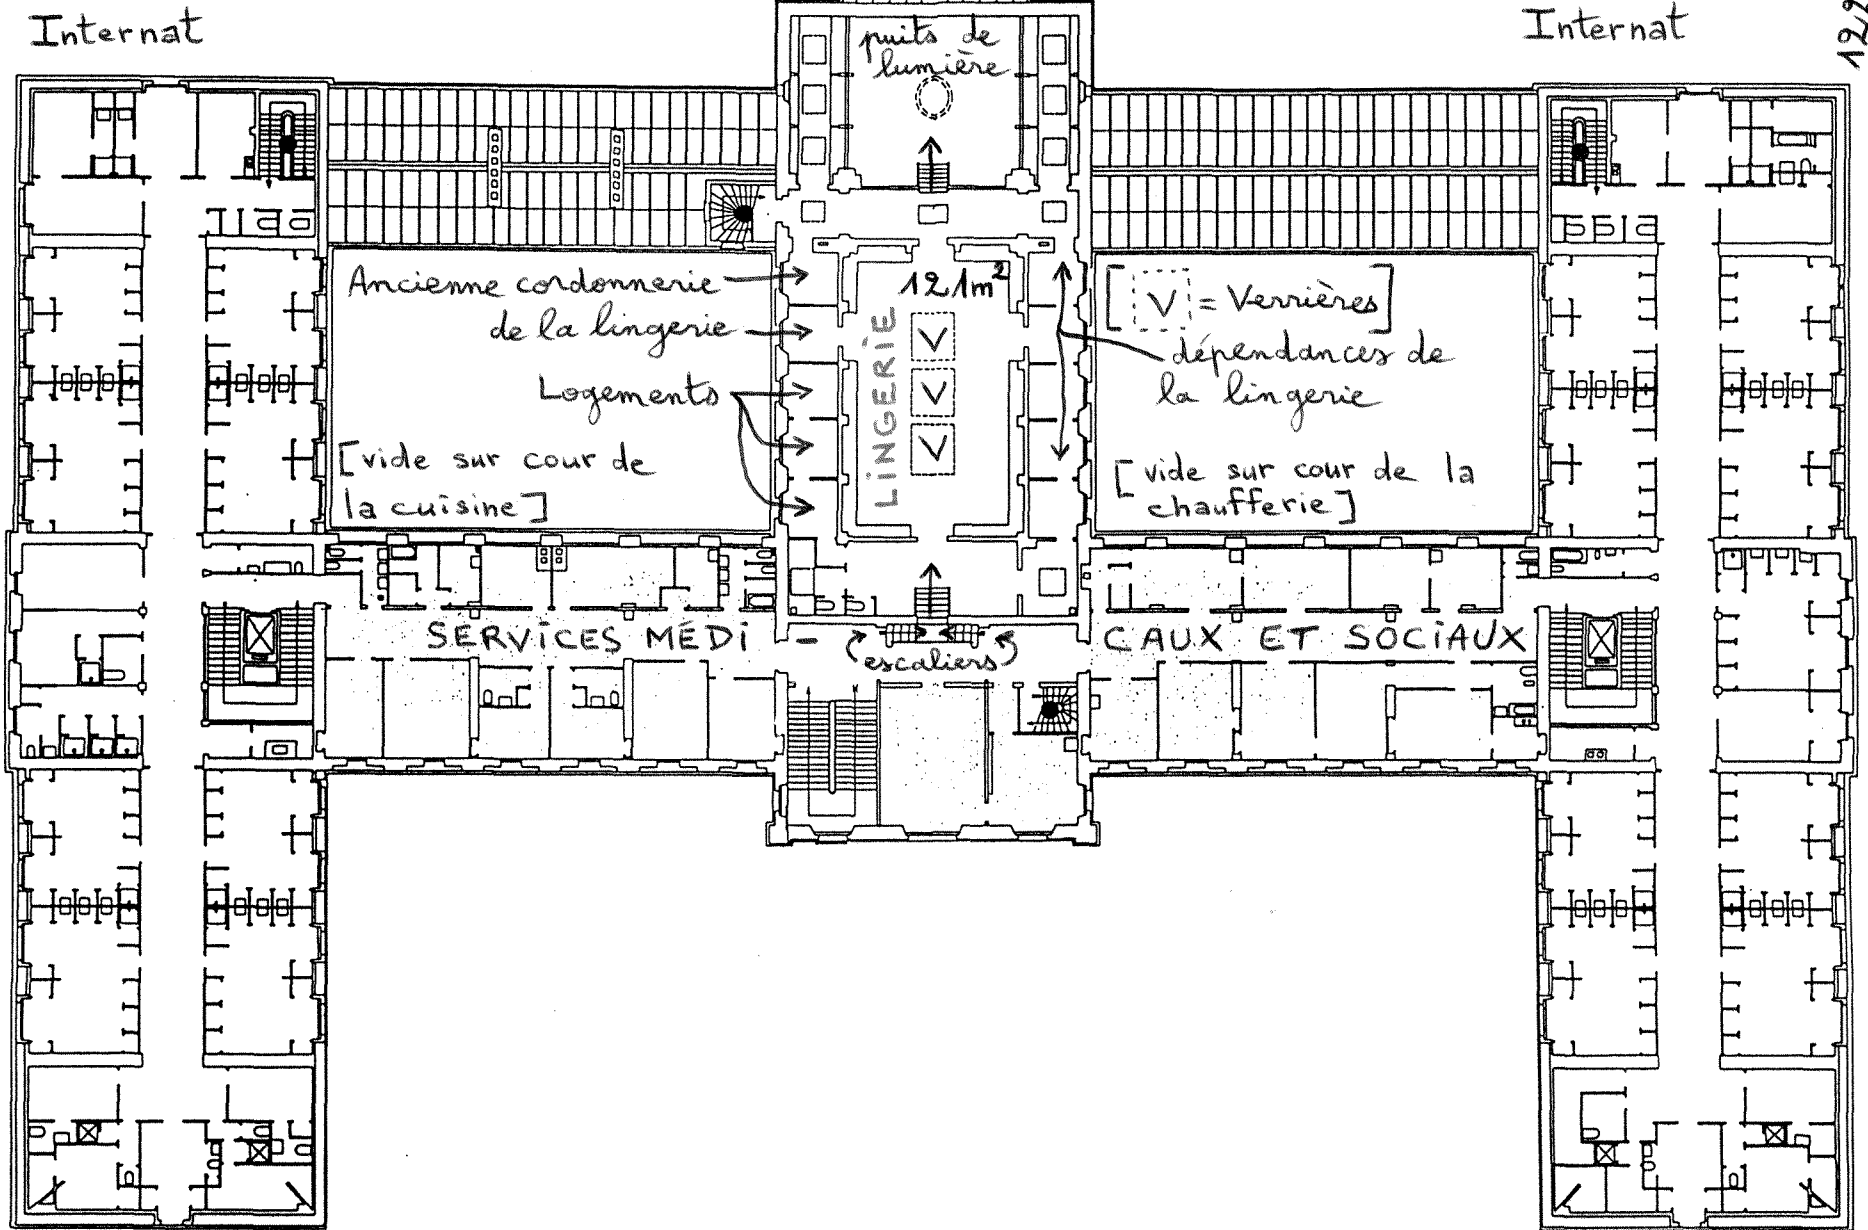 Internat
puits de
lumière
Internat
Ancienne cordonnerie
de la lingerie
Logements
[vide sur cour de
la cuisine]
121m²
LINGERIE
V
V
V
[V = Verrières]
dépendances de
la lingerie
[vide sur cour de la
chaufferie]
SERVICES MÉDI - CAUX ET SOCIAUX
(escaliers)